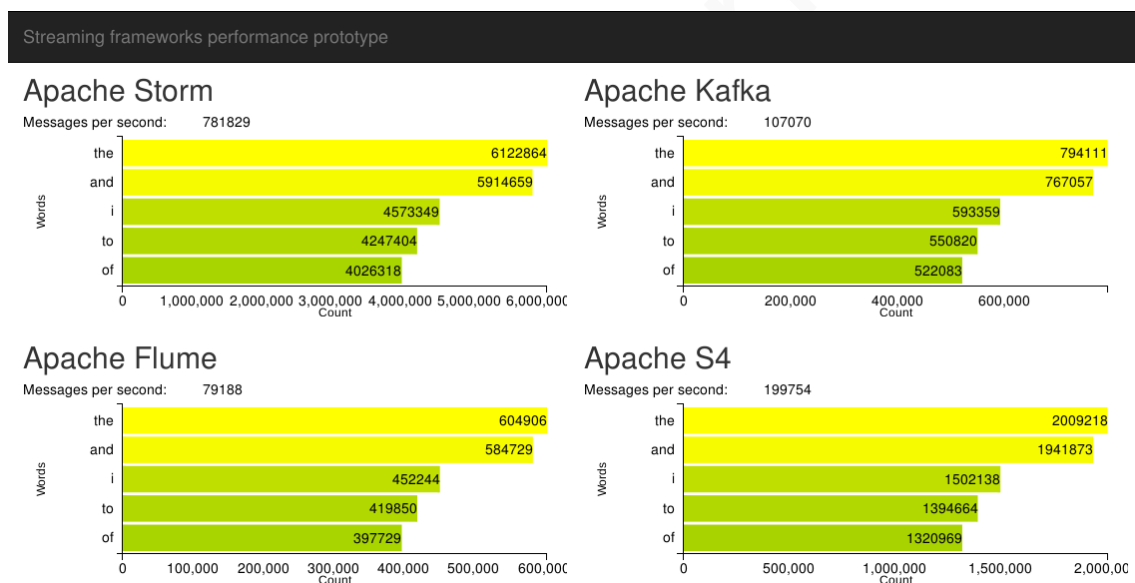 Streaming frameworks performance prototype
Apache Storm
Messages per second: 781829
the 6122864
and 5914659
i 4573349
to 4247404
of 4026318
Words
0 1,000,000 2,000,000 3,000,000 4,000,000 5,000,000 6,000,00
Count
Apache Kafka
Messages per second: 107070
the 794111
and 767057
i 593359
to 550820
of 522083
Words
0 200,000 400,000 600,000
Count
Apache Flume
Messages per second: 79188
the 604906
and 584729
i 452244
to 419850
of 397729
Words
0 100,000 200,000 300,000 400,000 500,000 600,00
Count
Apache S4
Messages per second: 199754
the 2009218
and 1941873
i 1502138
to 1394664
of 1320969
Words
0 500,000 1,000,000 1,500,000 2,000,0
Count